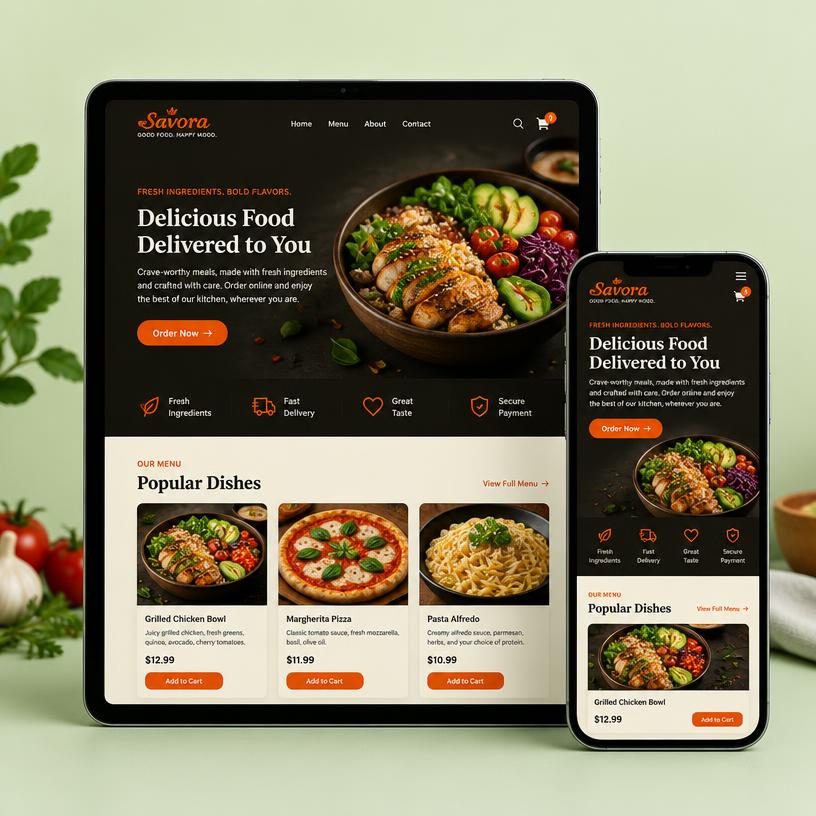 Savora
GOOD FOOD. HAPPY MOOD.
Home
Menu
About
Contact
FRESH INGREDIENTS. BOLD FLAVORS.
Delicious Food
Delivered to You
Crave-worthy meals, made with fresh ingredients
and crafted with care. Order online and enjoy
the best of our kitchen, wherever you are.
Order Now →
Fresh
Ingredients
Fast
Delivery
Great
Taste
Secure
Payment
OUR MENU
Popular Dishes
View Full Menu →
Grilled Chicken Bowl
Juicy grilled chicken, fresh greens,
quinoa, avocado, cherry tomatoes.
$12.99
Add to Cart
Margherita Pizza
Classic tomato sauce, fresh mozzarella,
basil, olive oil.
$11.99
Add to Cart
Pasta Alfredo
Creamy alfredo sauce, parmesan,
herbs, and your choice of protein.
$10.99
Add to Cart
Savora
GOOD FOOD. HAPPY MOOD.
FRESH INGREDIENTS. BOLD FLAVORS.
Delicious Food
Delivered to You
Crave-worthy meals, made with fresh ingredients
and crafted with care. Order online and enjoy
the best of our kitchen, wherever you are.
Order Now →
Fresh
Ingredients
Fast
Delivery
Great
Taste
Secure
Payment
OUR MENU
Popular Dishes
View Full Menu →
Grilled Chicken Bowl
$12.99
Add to Cart